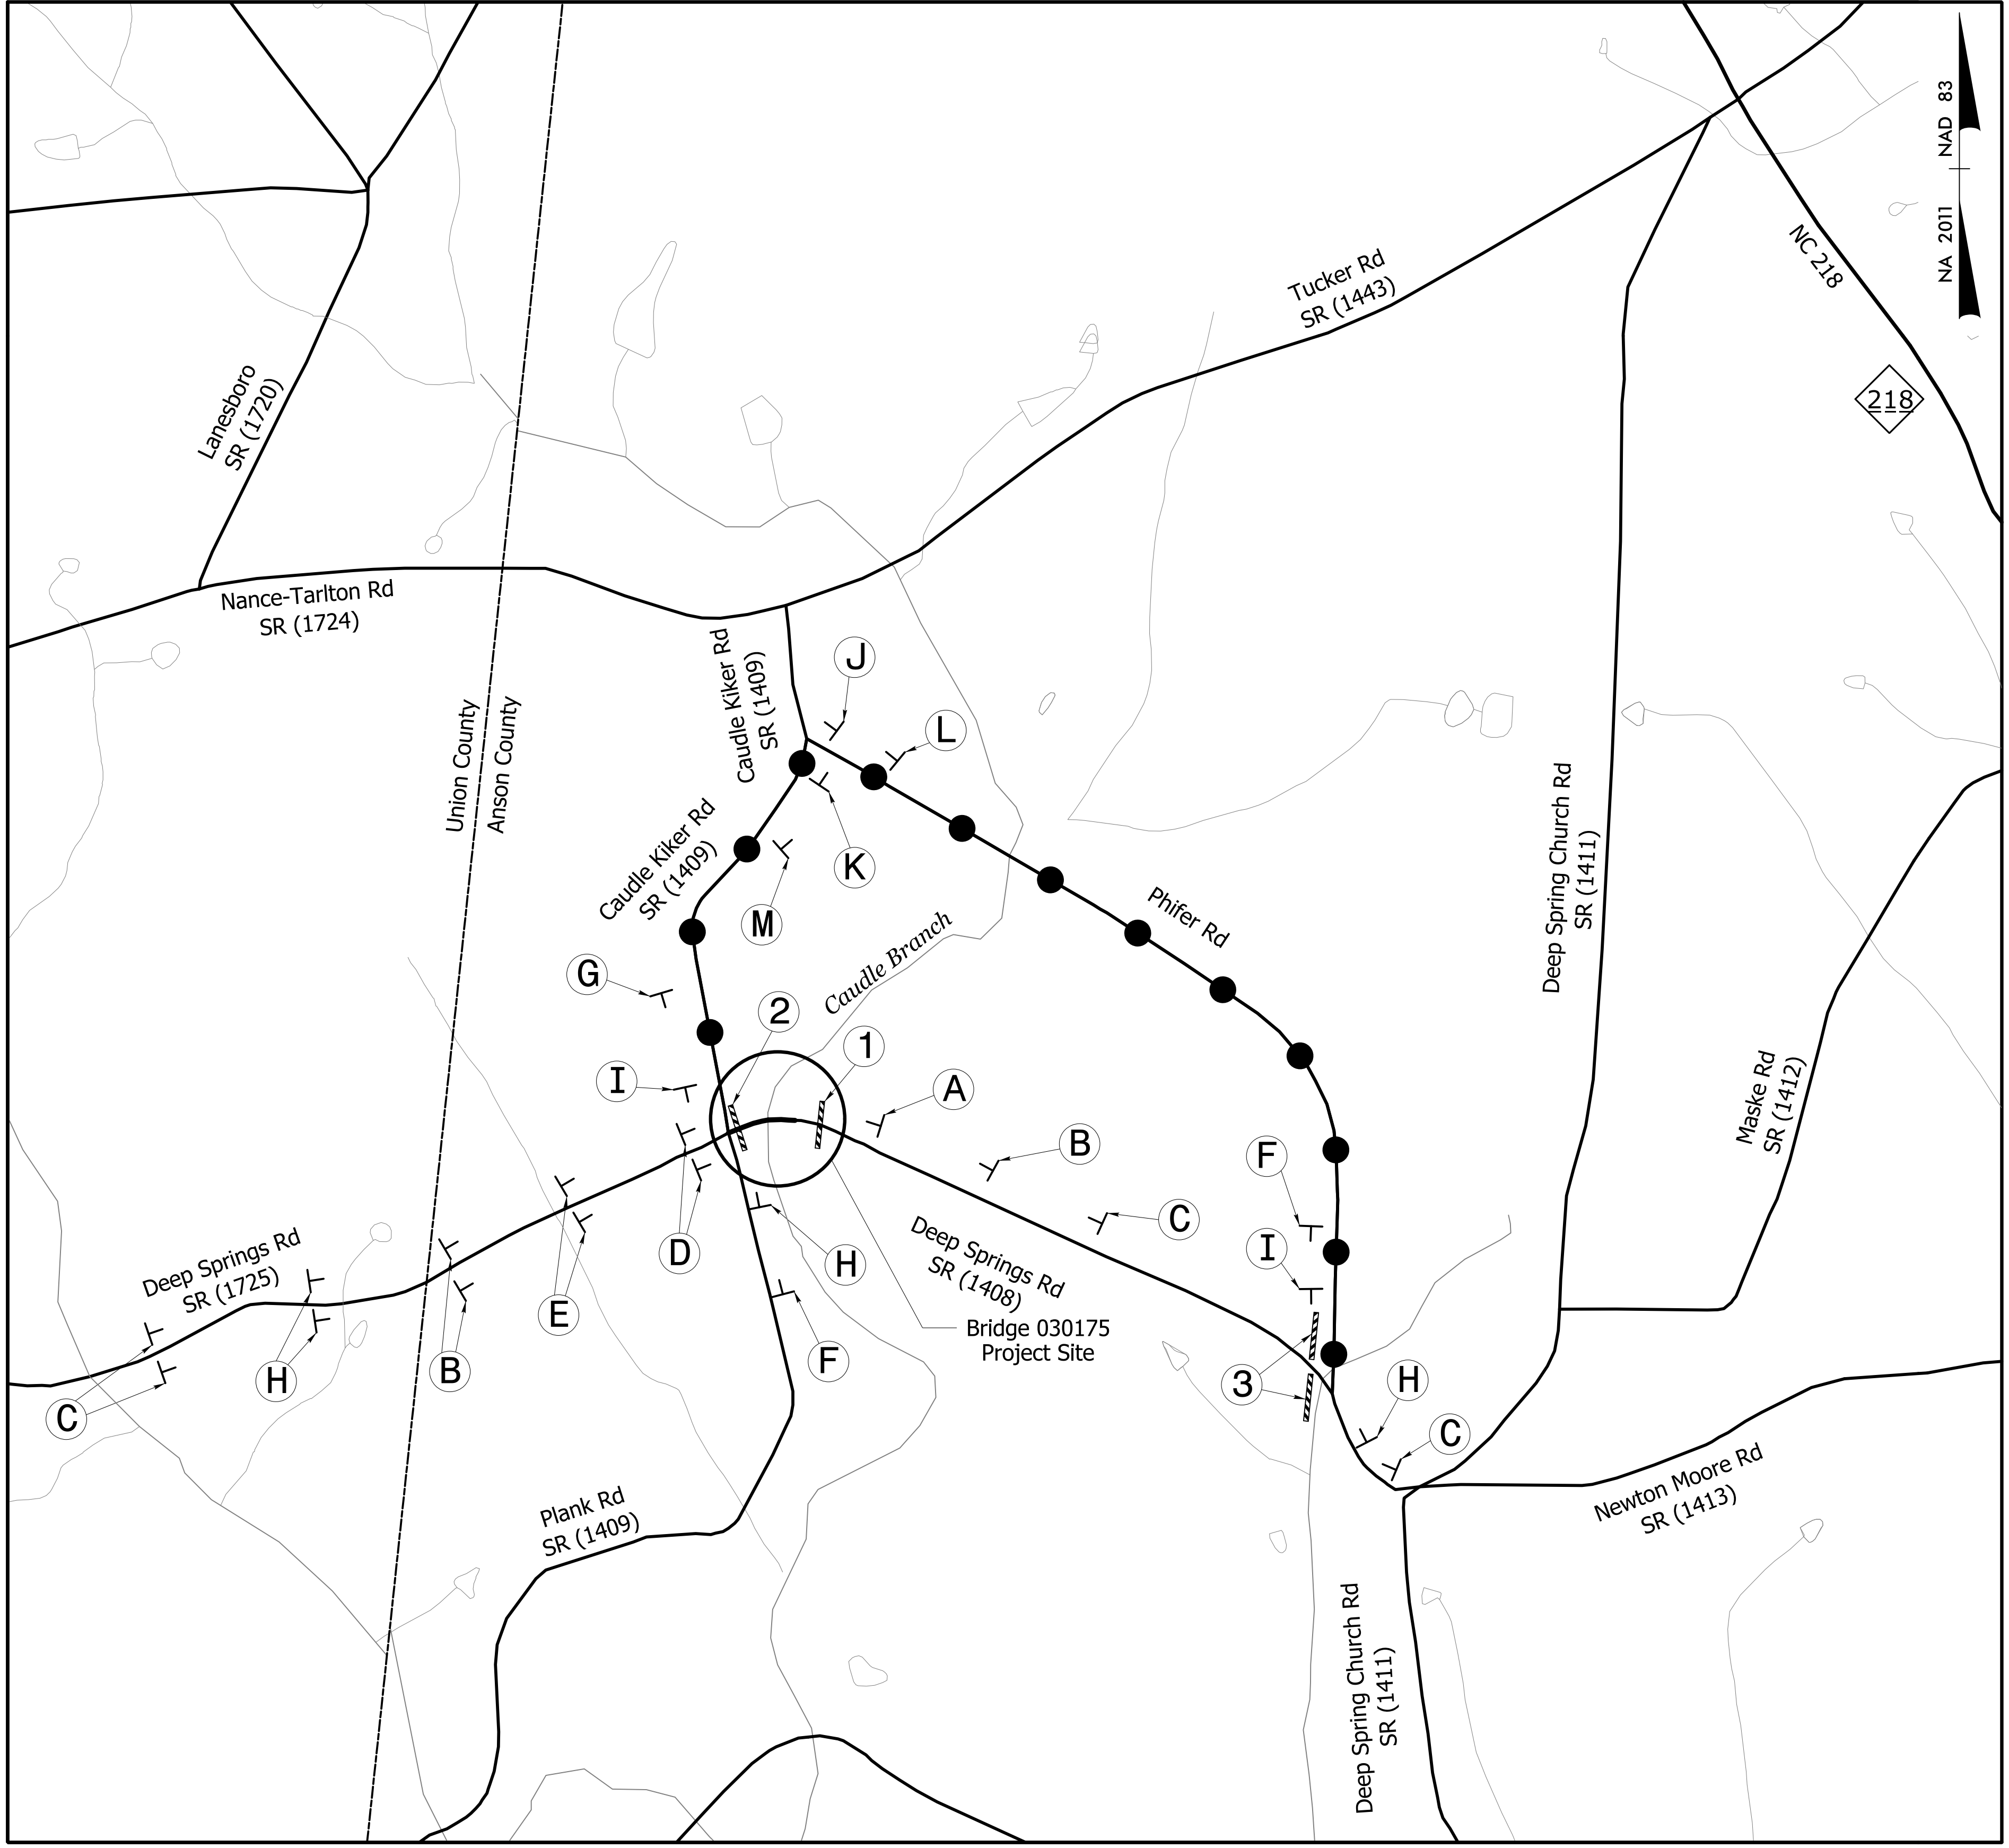 NAD 83
NA 2011
Tucker Rd
SR (1443)
NC 218
218
Lanesboro
SR (1720)
Nance-Tarlton Rd
SR (1724)
Caudle Kiker Rd
SR (1409)
J
L
Union County
Anson County
Caudle Kiker Rd
SR (1409)
K
M
Deep Spring Church Rd
SR (1411)
Phifer Rd
Caudle Branch
G
2
1
I
A
B
F
Maske Rd
SR (1412)
C
Deep Springs Rd
SR (1725)
D
H
Deep Springs Rd
SR (1408)
I
E
Bridge 030175
Project Site
F
B
H
C
3
H
C
Newton Moore Rd
SR (1413)
Plank Rd
SR (1409)
Deep Spring Church Rd
SR (1411)